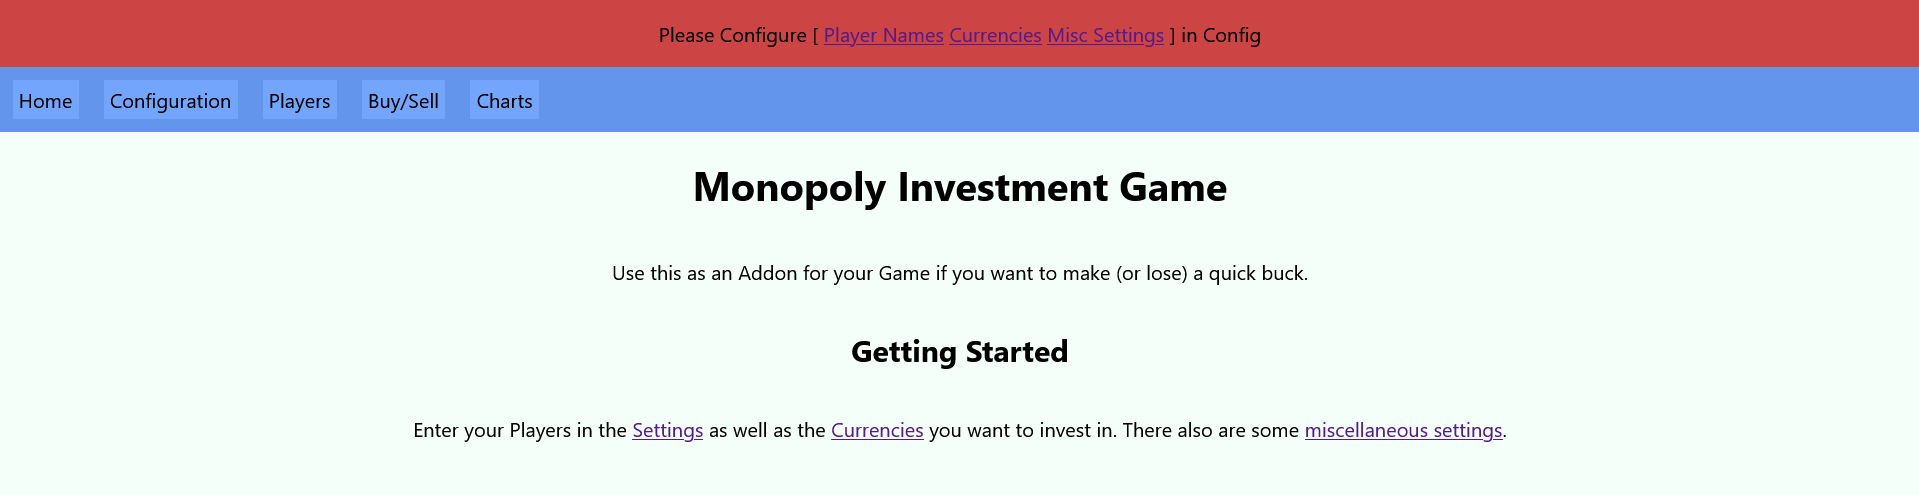 Please Configure [ Player Names Currencies Misc Settings ] in Config
Home Configuration Players Buy/Sell Charts
Monopoly Investment Game
Use this as an Addon for your Game if you want to make (or lose) a quick buck.
Getting Started
Enter your Players in the Settings as well as the Currencies you want to invest in. There also are some miscellaneous settings.